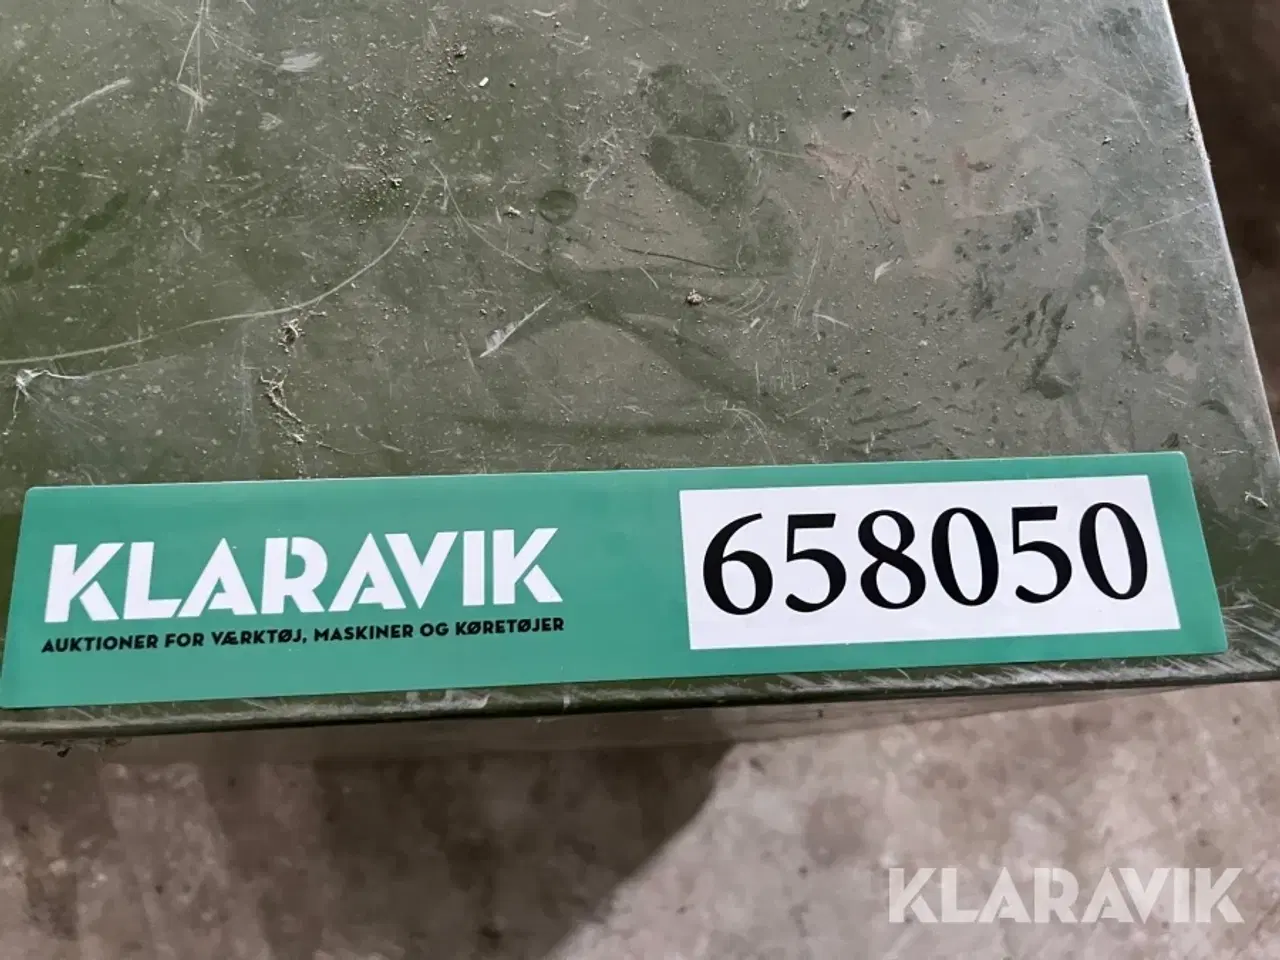 KLARAVIK
AUKTIONER FOR VÆRKTØJ, MASKINER OG KØRETØJER
658050
KLARAVIK